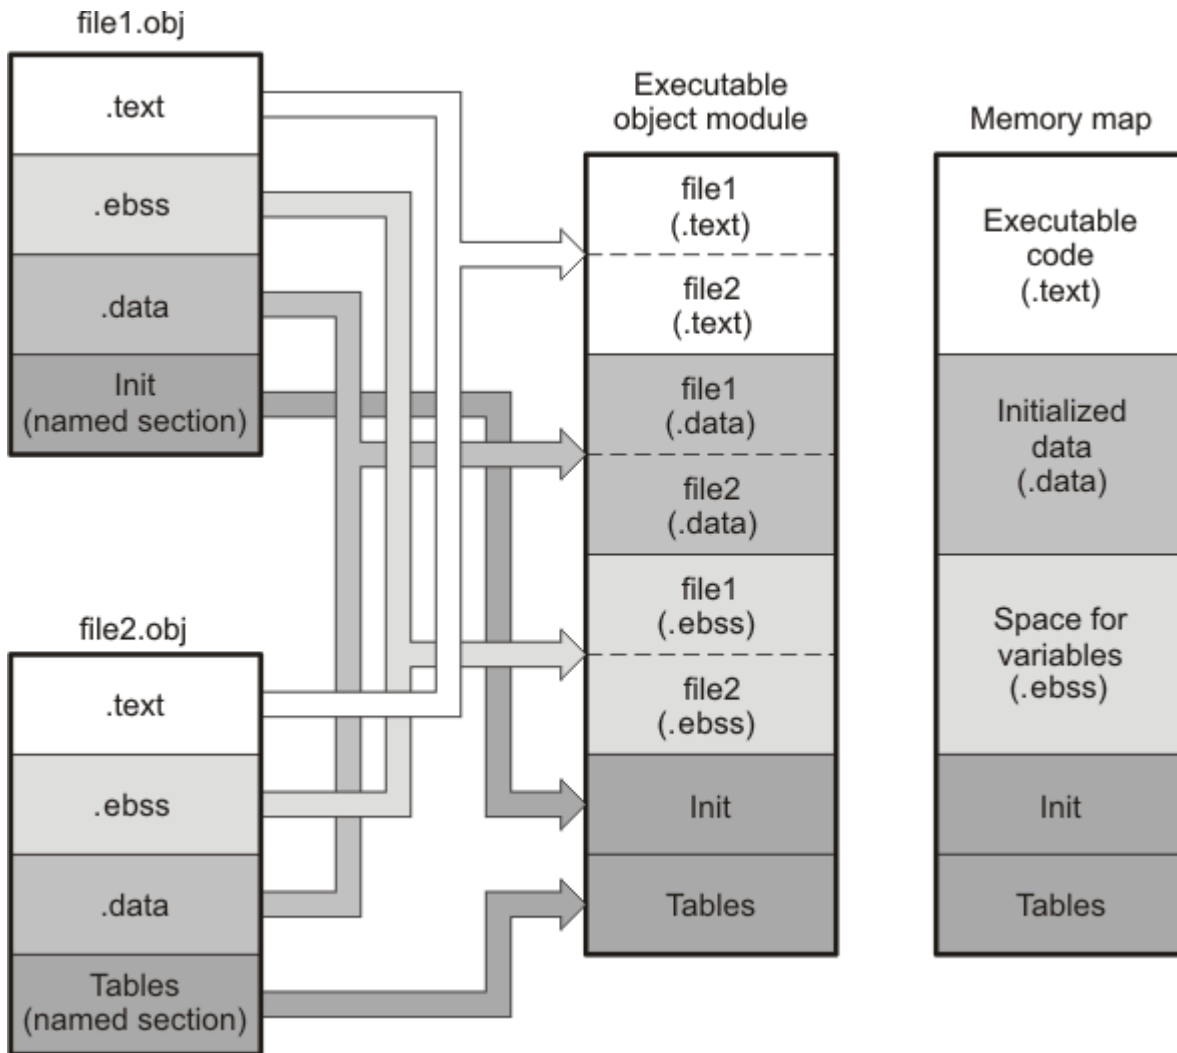 file1.obj
.text
.ebss
.data
Init
(named section)
file2.obj
.text
.ebss
.data
Tables
(named section)
Executable
object module
file1
(.text)
file2
(.text)
file1
(.data)
file2
(.data)
file1
(.ebss)
file2
(.ebss)
Init
Tables
Memory map
Executable
code
(.text)
Initialized
data
(.data)
Space for
variables
(.ebss)
Init
Tables